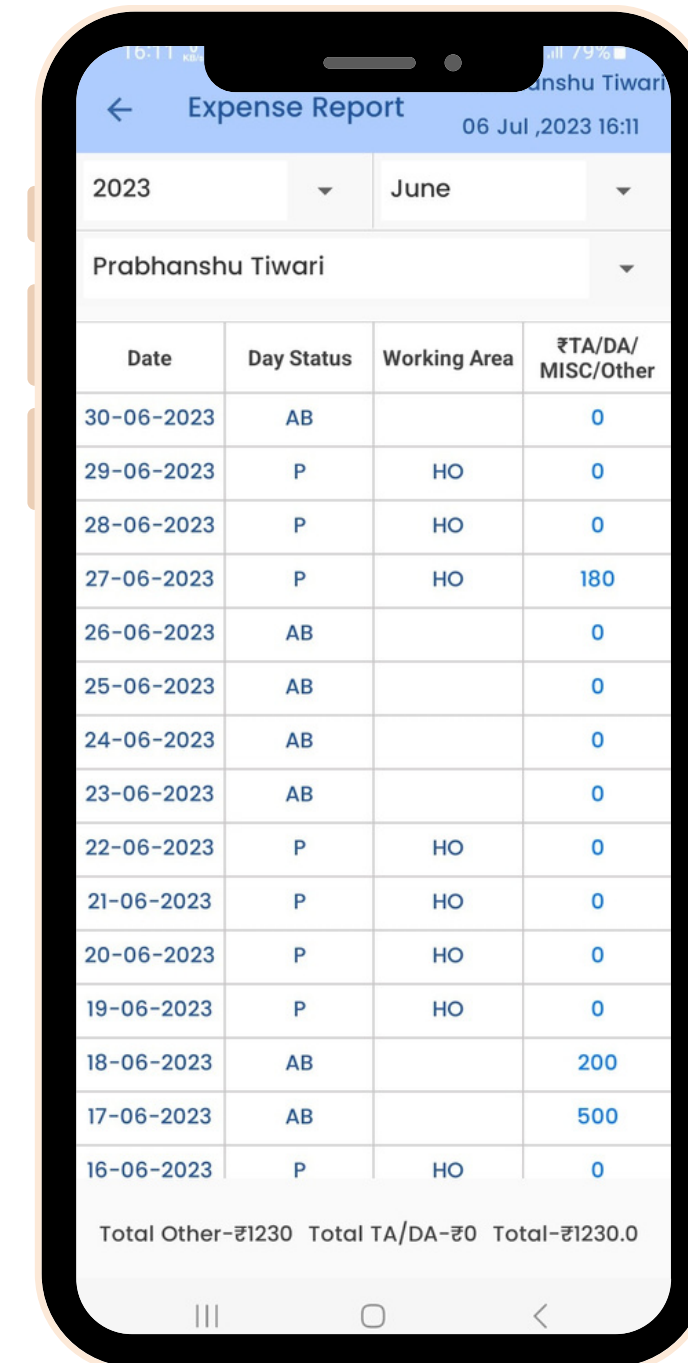 16:11
79%
anshu Tiwari
Expense Report
06 Jul ,2023 16:11
2023 June
Prabhanshu Tiwari
Date Day Status Working Area ₹TA/DA/
MISC/Other
30-06-2023 AB 0
29-06-2023 P HO 0
28-06-2023 P HO 0
27-06-2023 P HO 180
26-06-2023 AB 0
25-06-2023 AB 0
24-06-2023 AB 0
23-06-2023 AB 0
22-06-2023 P HO 0
21-06-2023 P HO 0
20-06-2023 P HO 0
19-06-2023 P HO 0
18-06-2023 AB 200
17-06-2023 AB 500
16-06-2023 P HO 0
Total Other-₹1230 Total TA/DA-₹0 Total-₹1230.0